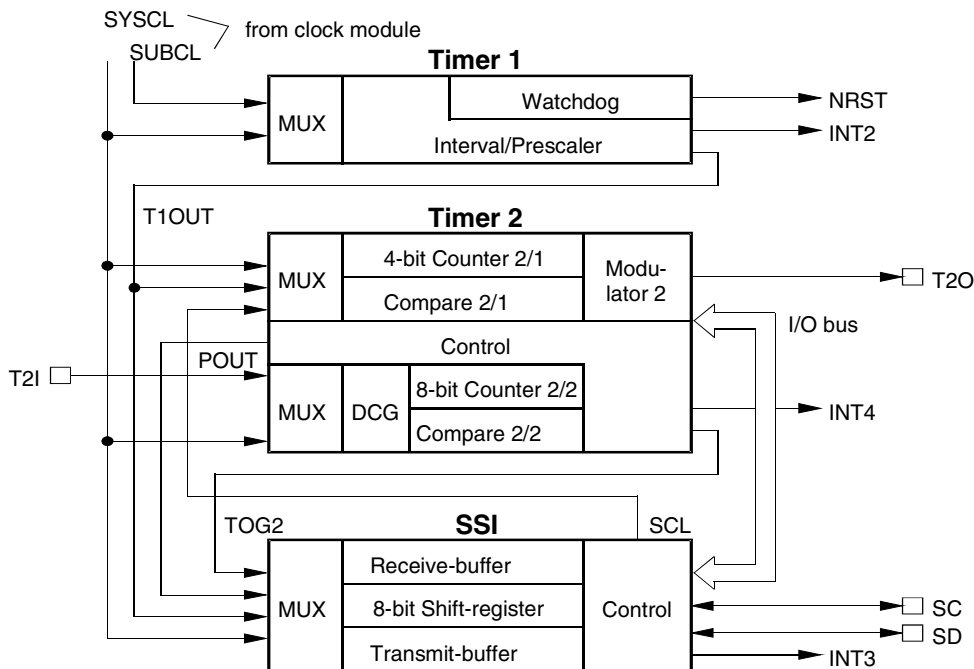 SYSCL
from clock module
SUBCL
Timer 1
MUX
Watchdog
NRST
INT2
Interval/Prescaler
T1OUT
Timer 2
MUX
4-bit Counter 2/1
Compare 2/1
Modu-
lator 2
T2O
I/O bus
Control
POUT
T2I
MUX
DCG
8-bit Counter 2/2
Compare 2/2
INT4
TOG2
SSI
SCL
MUX
Receive-buffer
8-bit Shift-register
Transmit-buffer
Control
SC
SD
INT3